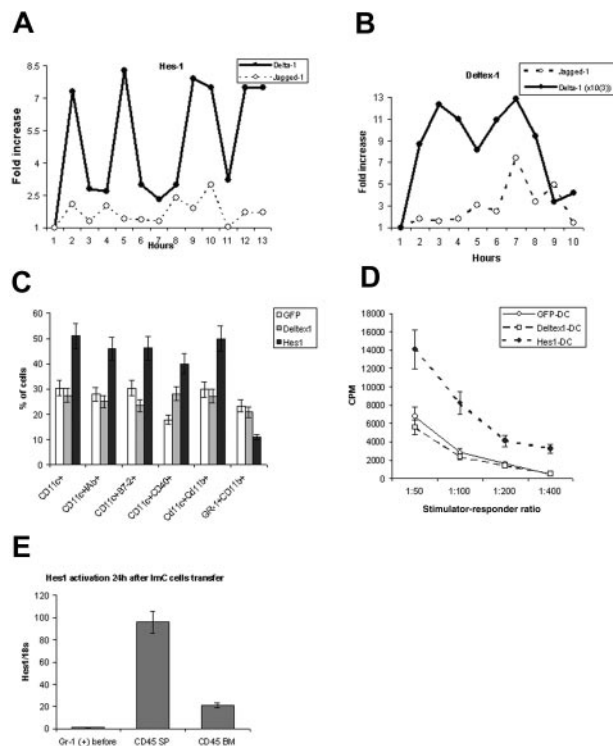 A
Hes-1
Delta-1
Jagged-1
Fold increase
8.5
7
5.5
4
2.5
1
1 2 3 4 5 6 7 8 9 10 11 12 13
Hours
B
Deltex-1
Jagged-1
Delta-1 (x10(3))
Fold increase
13
11
9
7
5
3
1
1 2 3 4 5 6 7 8 9 10
Hours
C
GFP
Deltex1
Hes1
% of cells
60
50
40
30
20
10
0
CD11c+
CD11c+IAb+
CD11c+B7-2+
CD11c+CD40+
Cd11c+Cd11b+
GR-1+CD11b+
D
GFP-DC
Deltex1-DC
Hes1-DC
CPM
18000
16000
14000
12000
10000
8000
6000
4000
2000
0
1:50 1:100 1:200 1:400
Stimulator-responder ratio
E
Hes1 activation 24h after ImC cells transfer
Hes1/18s
120
100
80
60
40
20
0
Gr-1 (+) before CD45 SP CD45 BM